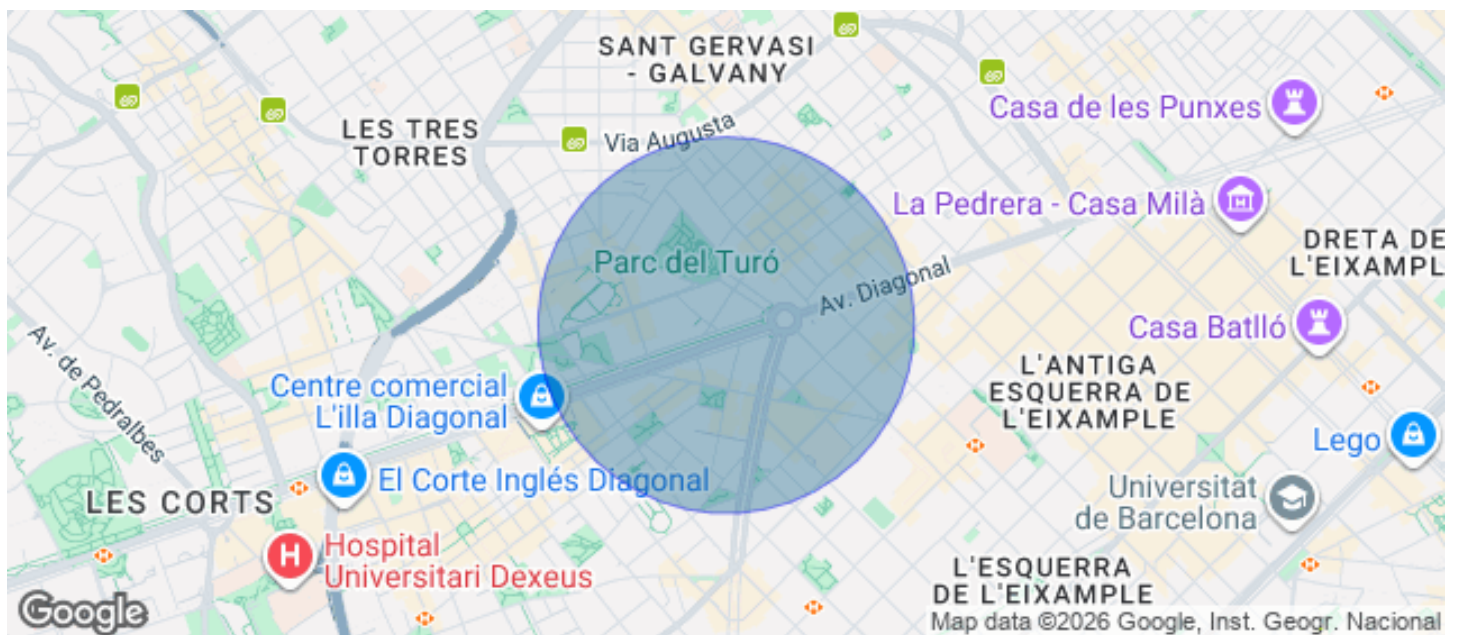 SANT GERVASI
- GALVANY
Casa de les Punxes
LES TRES
TORRES
Via Augusta
La Pedrera - Casa Milà
DRETA DE
L'EIXAMPL
Parc del Turó
Av. Diagonal
Casa Batlló
Av. de Pedralbes
L'ANTIGA
ESQUERRA DE
L'EIXAMPLE
Centre comercial
L'illa Diagonal
Lego
El Corte Inglés Diagonal
LES CORTS
Universitat
de Barcelona
H
Hospital
Universitari Dexeus
L'ESQUERRA
DE L'EIXAMPLE
Google
Map data ©2026 Google, Inst. Geogr. Nacional